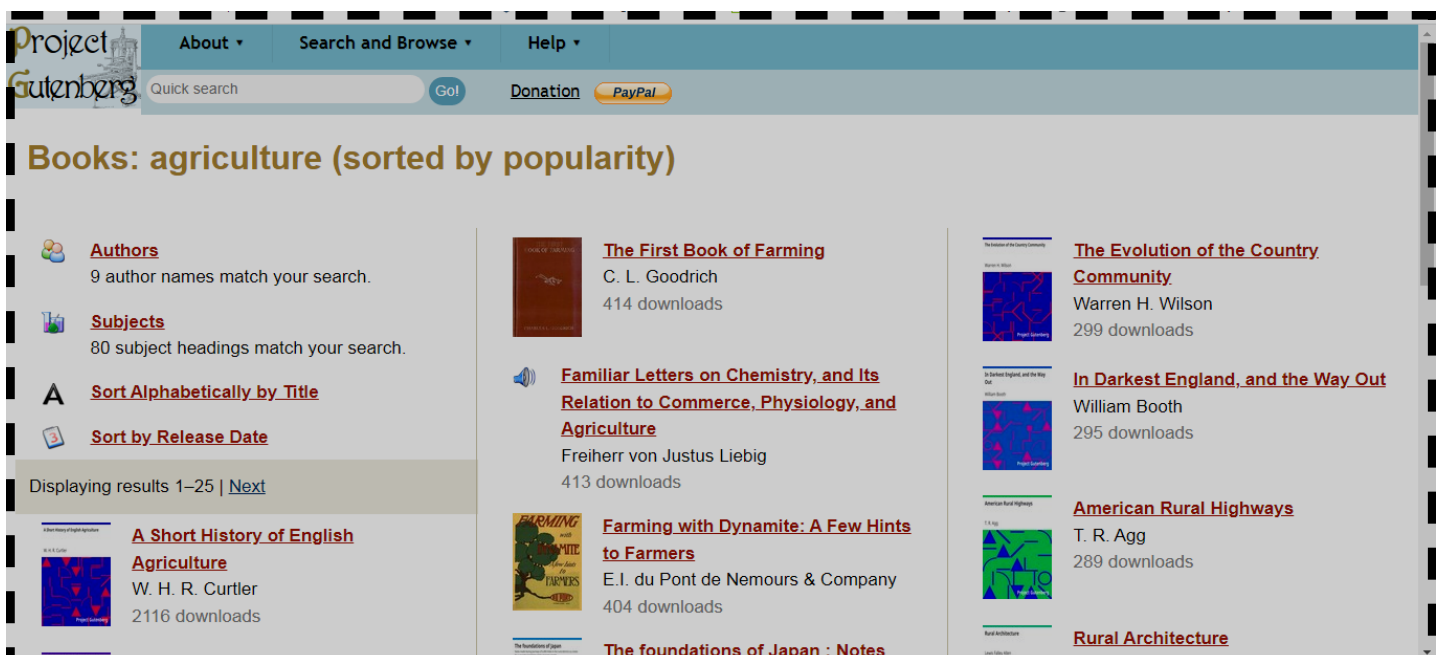 Project
Gutenberg
About ▾
Search and Browse ▾
Help ▾
Quick search
Go!
Donation
PayPal
Books: agriculture (sorted by popularity)
Authors
9 author names match your search.
Subjects
80 subject headings match your search.
Sort Alphabetically by Title
Sort by Release Date
Displaying results 1–25 | Next
A Short History of English
Agriculture
W. H. R. Curtler
2116 downloads
The First Book of Farming
C. L. Goodrich
414 downloads
Familiar Letters on Chemistry, and Its
Relation to Commerce, Physiology, and
Agriculture
Freiherr von Justus Liebig
413 downloads
FARMING
with
DYNAMITE
FARMERS
Farming with Dynamite: A Few Hints
to Farmers
E.I. du Pont de Nemours & Company
404 downloads
The foundations of Japan : Notes
The Evolution of the Country
Community
Warren H. Wilson
299 downloads
In Darkest England, and the Way Out
William Booth
295 downloads
American Rural Highways
T. R. Agg
289 downloads
Rural Architecture